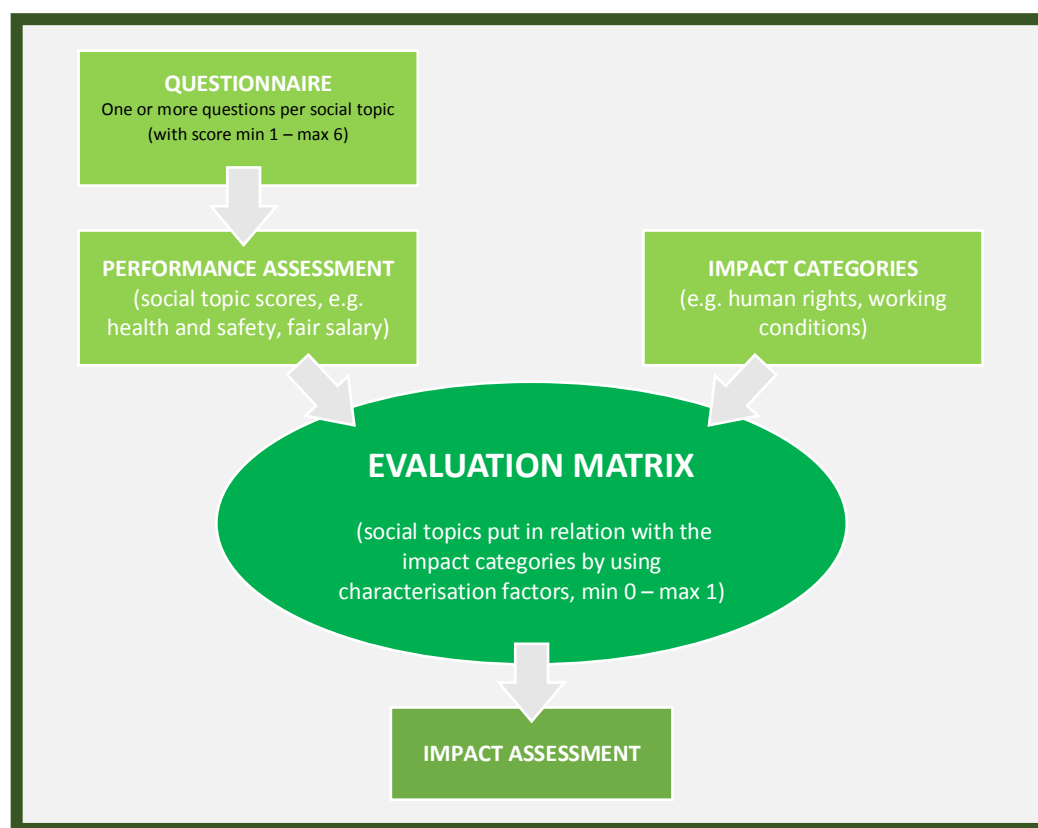 QUESTIONNAIRE
One or more questions per social topic
(with score min 1 – max 6)
PERFORMANCE ASSESSMENT
(social topic scores, e.g.
health and safety, fair salary)
IMPACT CATEGORIES
(e.g. human rights, working
conditions)
EVALUATION MATRIX
(social topics put in relation with the
impact categories by using
characterisation factors, min 0 – max 1)
IMPACT ASSESSMENT